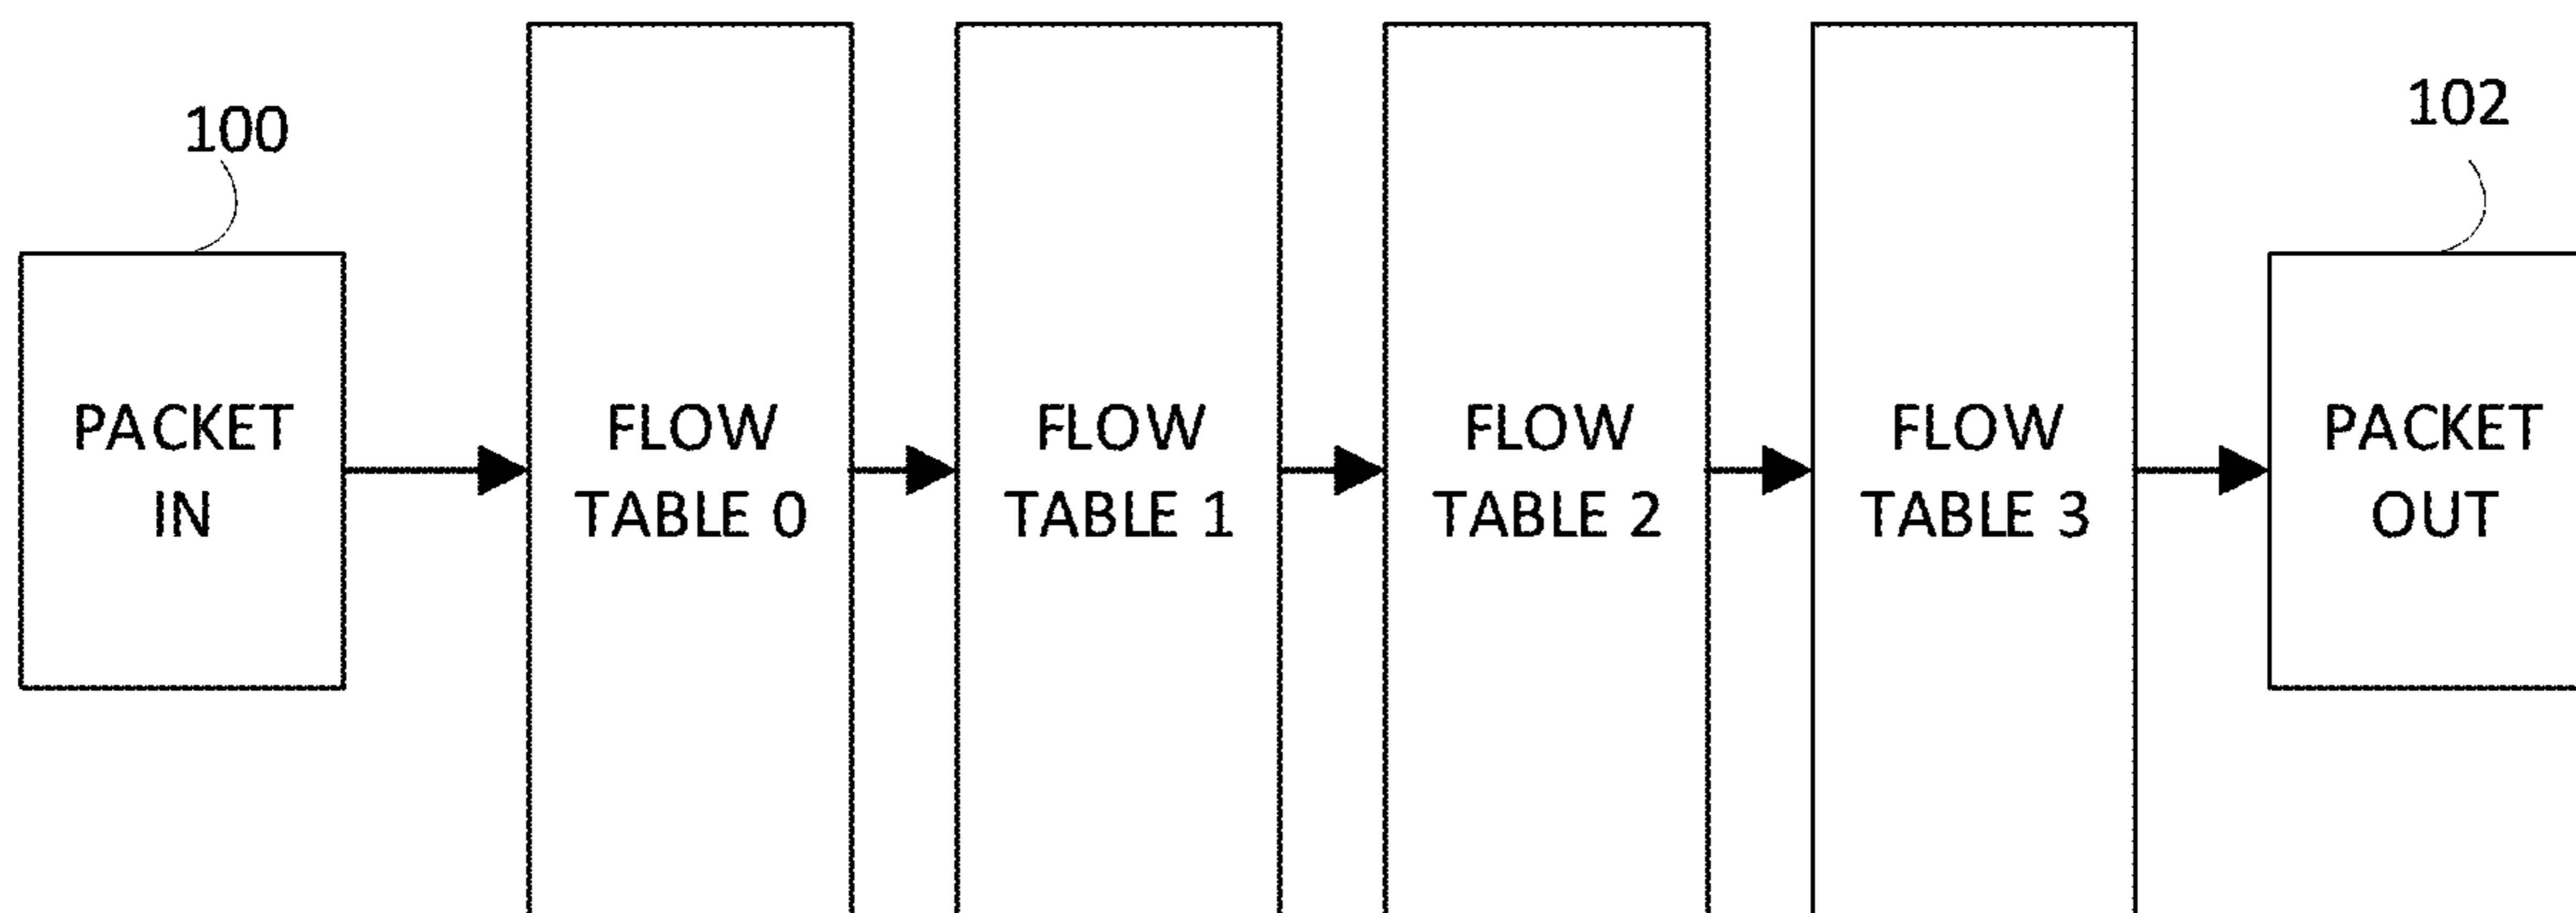 100
102
PACKET
IN
FLOW
TABLE 0
FLOW
TABLE 1
FLOW
TABLE 2
FLOW
TABLE 3
PACKET
OUT